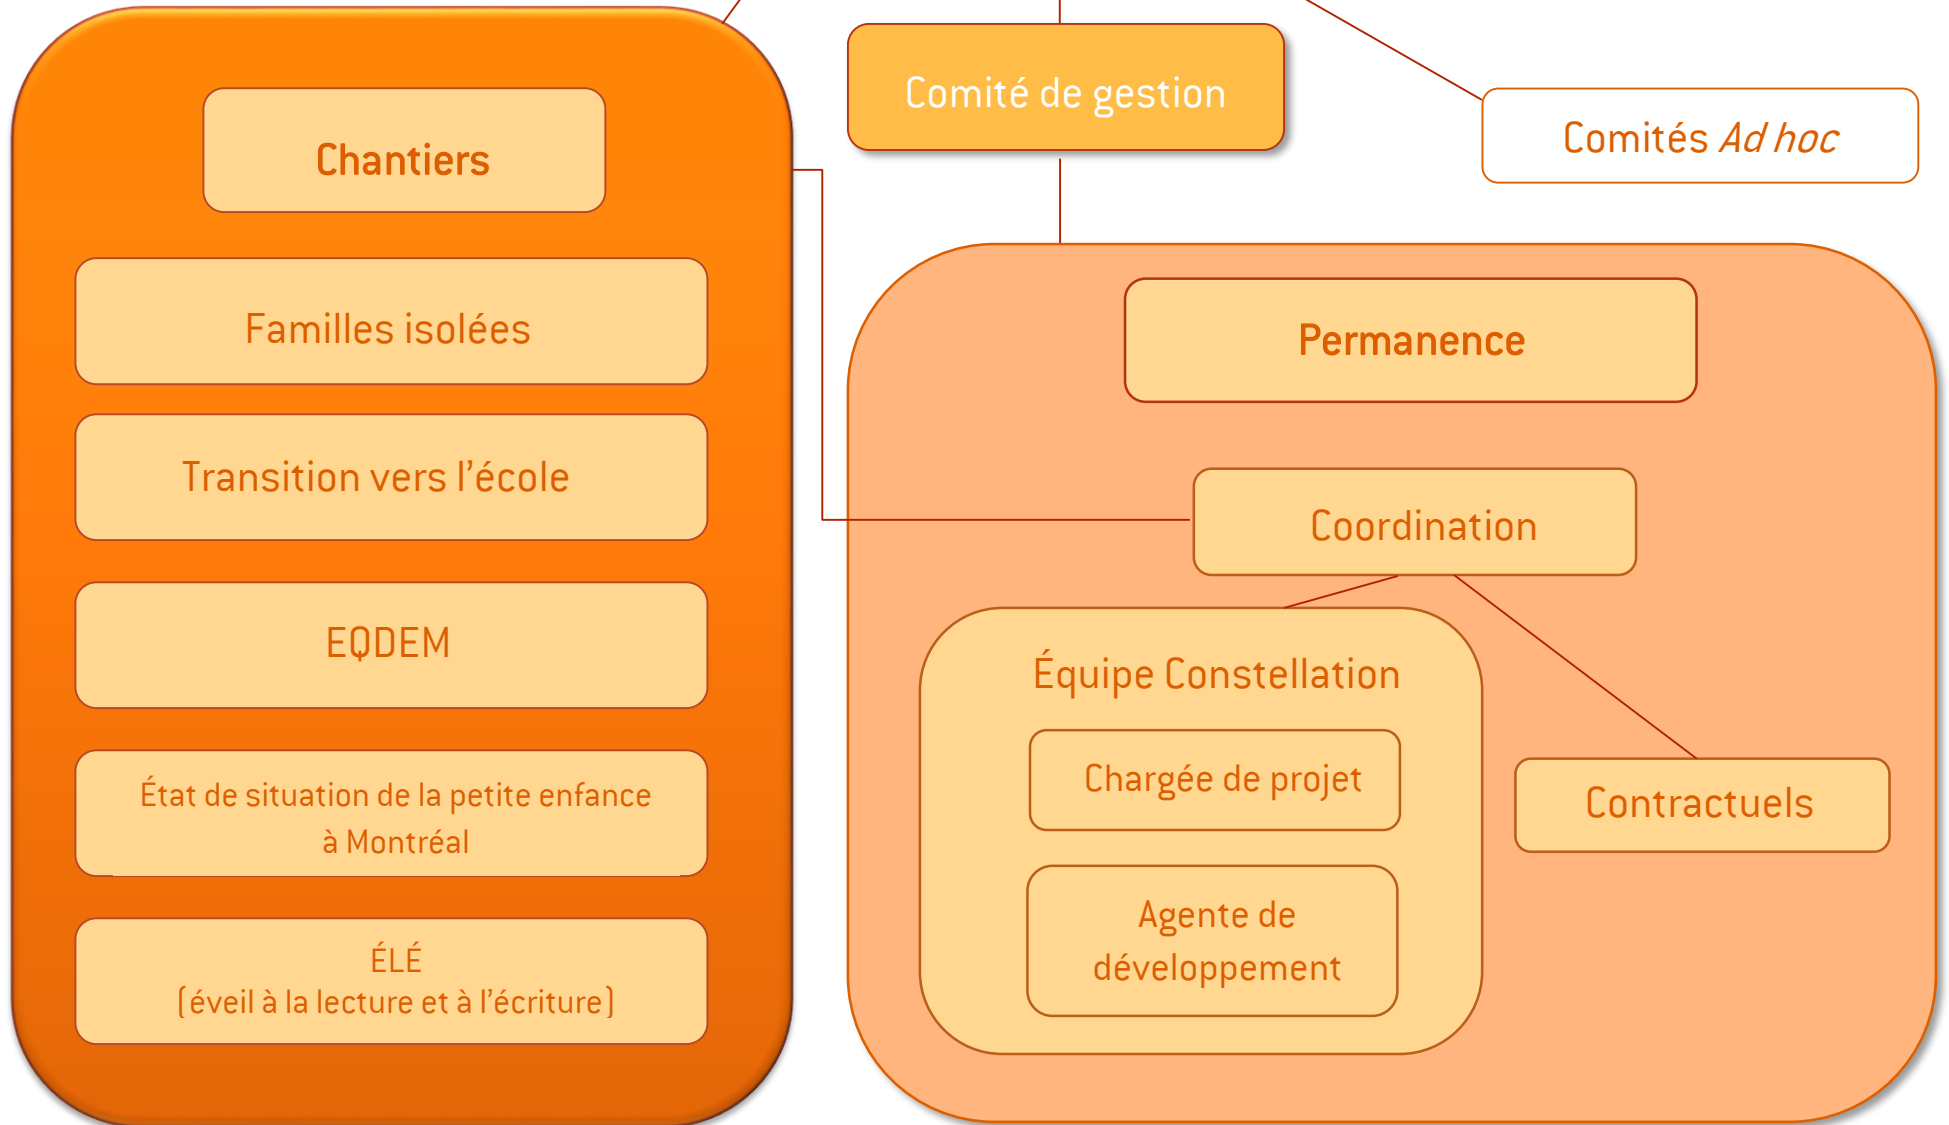 Chantiers
Familles isolées
Transition vers l’école
EQDEM
État de situation de la petite enfance
à Montréal
ÉLÉ
(éveil à la lecture et à l’écriture)
Comité de gestion
Comités Ad hoc
Permanence
Coordination
Équipe Constellation
Chargée de projet
Agente de
développement
Contractuels